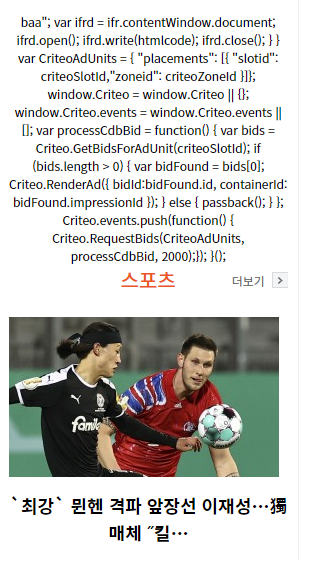 baa"; var ifrd = ifr.contentWindow.document;
ifrd.open(); ifrd.write(htmlcode); ifrd.close(); } }
var CriteoAdUnits = { "placements": [{ "slotid":
criteoSlotId,"zoneid": criteoZoneId }]};
window.Criteo = window.Criteo || {};
window.Criteo.events = window.Criteo.events ||
[]; var processCdbBid = function() { var bids =
Criteo.GetBidsForAdUnit(criteoSlotId); if
(bids.length > 0) { var bidFound = bids[0];
Criteo.RenderAd({ bidId:bidFound.id, containerId:
bidFound.impressionId }); } else { passback(); } };
Criteo.events.push(function() {
Criteo.RequestBids(CriteoAdUnits,
processCdbBid, 2000);}); }();
스포츠
더보기 >
family.
`최강` 뮌헨 격파 앞장선 이재성…獨
매체 ˝킬…